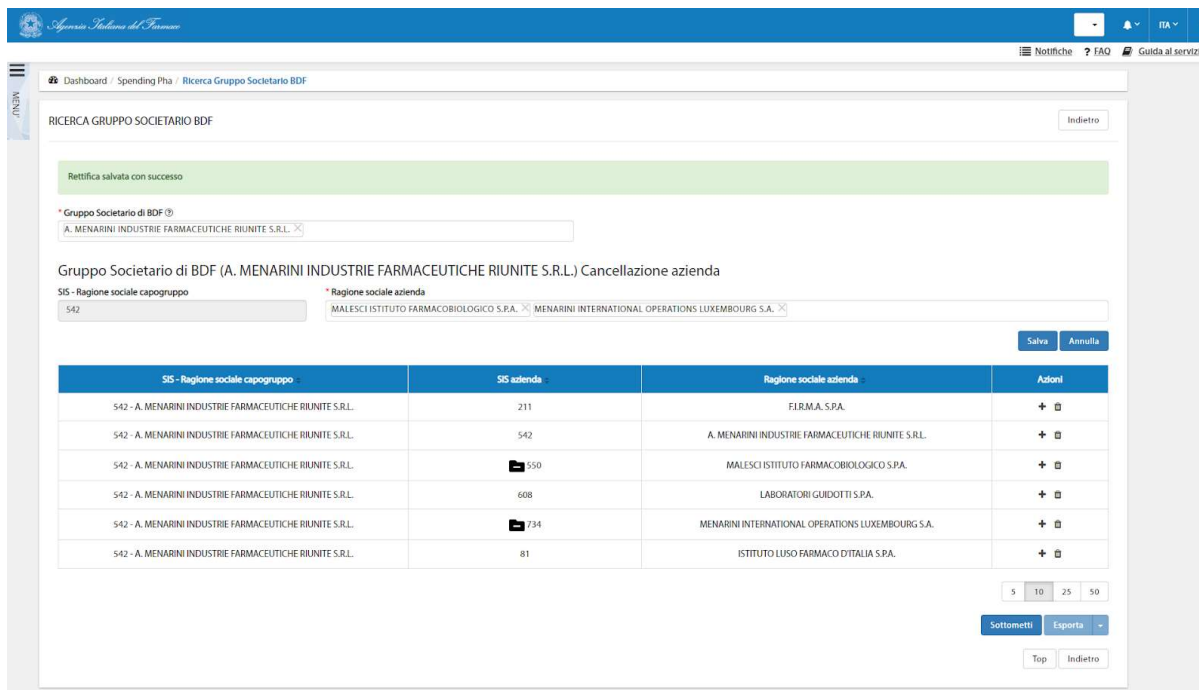 Agenzia Italiana del Farmaco
ITA
Notifiche ? FAQ Guida al serviz
MENU'
Dashboard / Spending Pha / Ricerca Gruppo Societario BDF
RICERCA GRUPPO SOCIETARIO BDF Indietro
Rettifica salvata con successo
* Gruppo Societario di BDF ?
A. MENARINI INDUSTRIE FARMACEUTICHE RIUNITE S.R.L. ×
Gruppo Societario di BDF (A. MENARINI INDUSTRIE FARMACEUTICHE RIUNITE S.R.L.) Cancellazione azienda
SIS - Ragione sociale capogruppo * Ragione sociale azienda
542 MALESCI ISTITUTO FARMACOBIOLOGICO S.P.A. × MENARINI INTERNATIONAL OPERATIONS LUXEMBOURG S.A. ×
Salva Annulla
SIS - Ragione sociale capogruppo SIS azienda Ragione sociale azienda Azioni
542 - A. MENARINI INDUSTRIE FARMACEUTICHE RIUNITE S.R.L. 211 F.I.R.M.A. S.P.A.
542 - A. MENARINI INDUSTRIE FARMACEUTICHE RIUNITE S.R.L. 542 A. MENARINI INDUSTRIE FARMACEUTICHE RIUNITE S.R.L.
542 - A. MENARINI INDUSTRIE FARMACEUTICHE RIUNITE S.R.L. 550 MALESCI ISTITUTO FARMACOBIOLOGICO S.P.A.
542 - A. MENARINI INDUSTRIE FARMACEUTICHE RIUNITE S.R.L. 608 LABORATORI GUIDOTTI S.P.A.
542 - A. MENARINI INDUSTRIE FARMACEUTICHE RIUNITE S.R.L. 734 MENARINI INTERNATIONAL OPERATIONS LUXEMBOURG S.A.
542 - A. MENARINI INDUSTRIE FARMACEUTICHE RIUNITE S.R.L. 81 ISTITUTO LUSO FARMACO D'ITALIA S.P.A.
5 10 25 50
Sottometti Esporta
Top Indietro